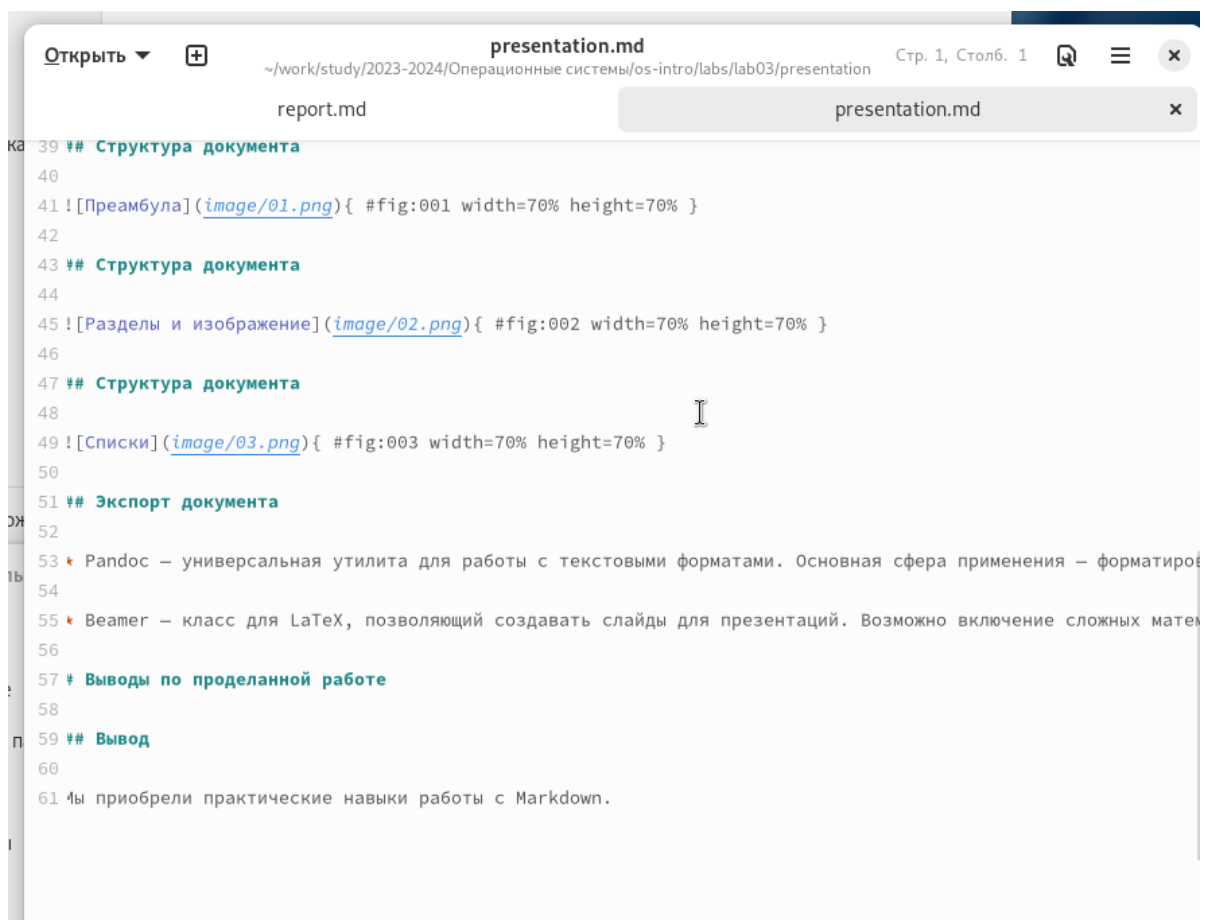 Открыть
presentation.md
~/work/study/2023-2024/Операционные системы/os-intro/labs/lab03/presentation
Стр. 1, Столб. 1
report.md
presentation.md
39 ## Структура документа
40
41 ![Преамбула](image/01.png){ #fig:001 width=70% height=70% }
42
43 ## Структура документа
44
45 ![Разделы и изображение](image/02.png){ #fig:002 width=70% height=70% }
46
47 ## Структура документа
48
49 ![Списки](image/03.png){ #fig:003 width=70% height=70% }
50
51 ## Экспорт документа
52
53 * Pandoc — универсальная утилита для работы с текстовыми форматами. Основная сфера применения — форматиров
54
55 * Beamer — класс для LaTeX, позволяющий создавать слайды для презентаций. Возможно включение сложных матем
56
57 # Выводы по проделанной работе
58
59 ## Вывод
60
61 Мы приобрели практические навыки работы с Markdown.